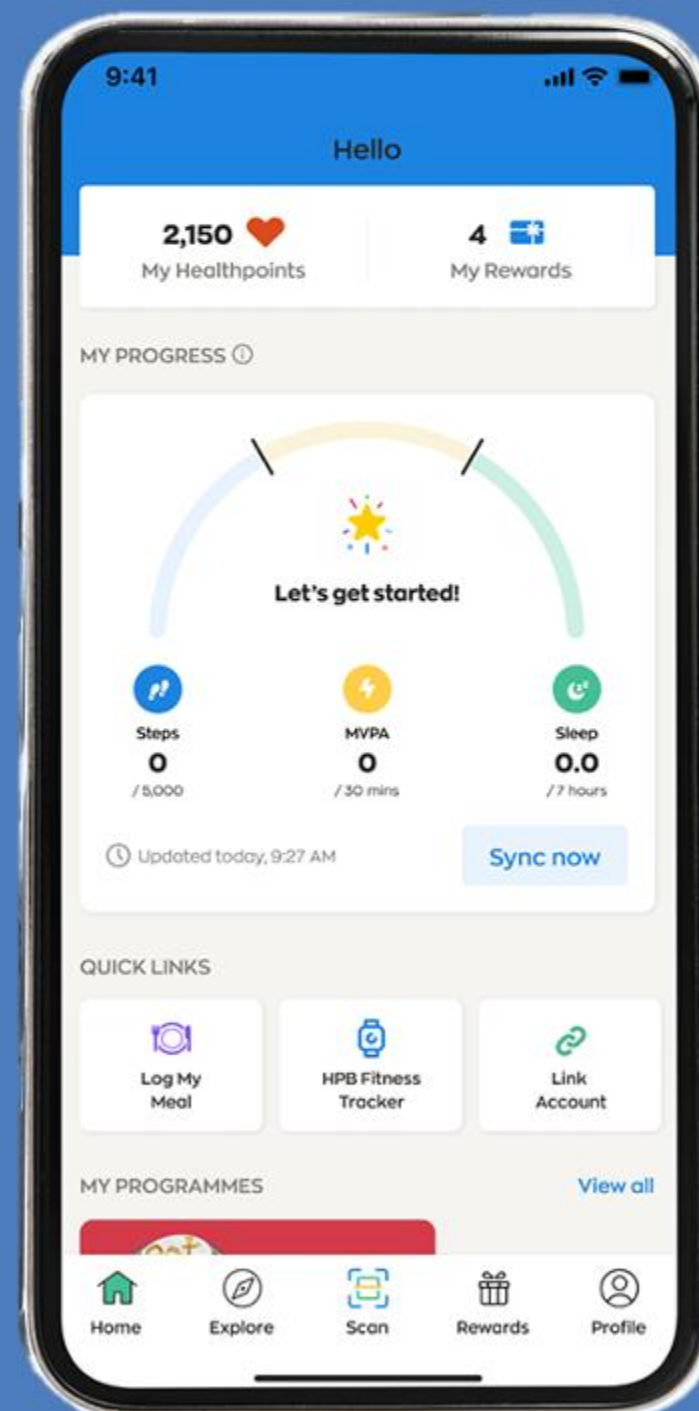 9:41
Hello
2,150
4
My Healthpoints
My Rewards
MY PROGRESS
Let's get started!
Steps
MVPA
Sleep
0
0
0.0
/ 5,000
/ 30 mins
/ 7 hours
Updated today, 9:27 AM
Sync now
QUICK LINKS
Log My
Meal
HPB Fitness
Tracker
Link
Account
MY PROGRAMMES
View all
eat
Home
Explore
Scan
Rewards
Profile